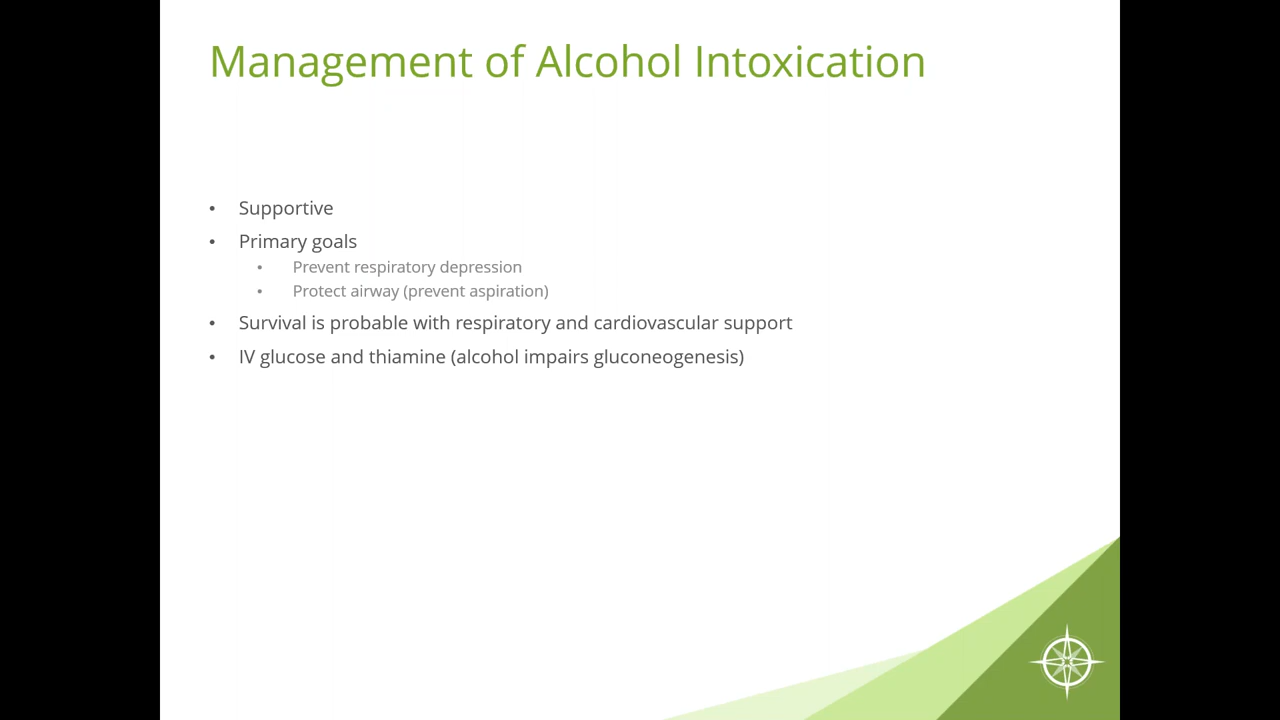 Management of Alcohol Intoxication
• Supportive
• Primary goals
• Prevent respiratory depression
• Protect airway (prevent aspiration)
• Survival is probable with respiratory and cardiovascular support
• IV glucose and thiamine (alcohol impairs gluconeogenesis)